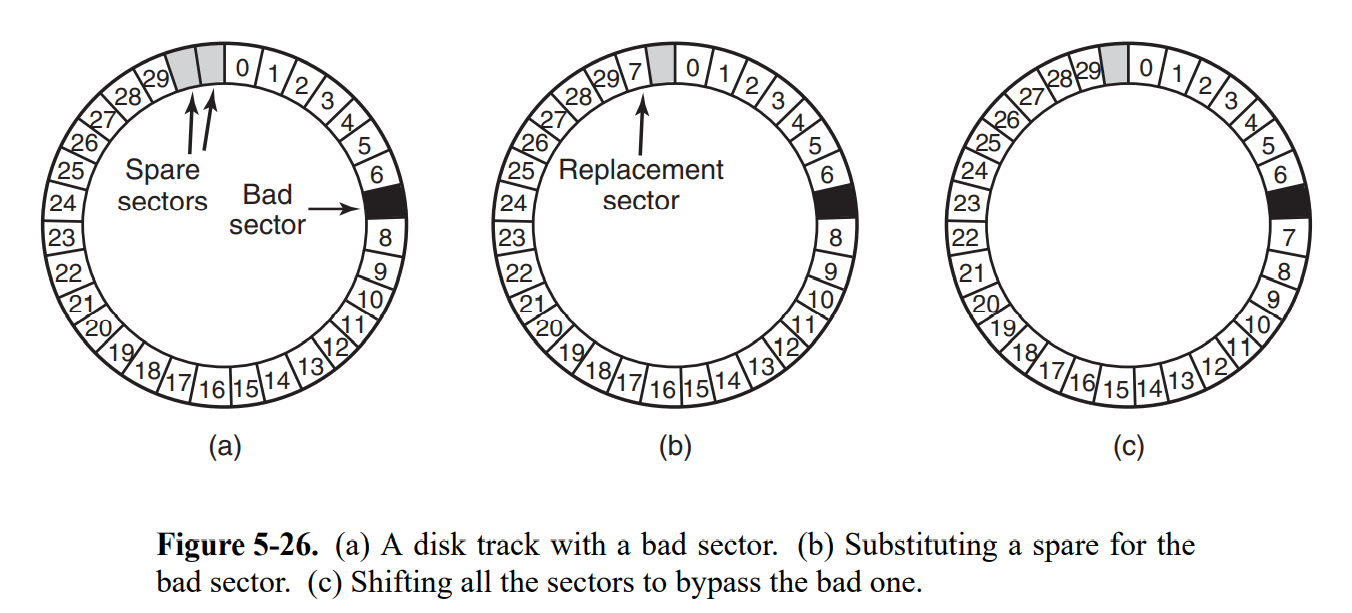 0 1 2 3 4 5 6 8 9 10 11 12 13 14 15 16 17 18 19 20 21 22 23 24 25 26 27 28 29
Spare
sectors
Bad
sector
(a)
0 1 2 3 4 5 6 8 9 10 11 12 13 14 15 16 17 18 19 20 21 22 23 24 25 26 27 28 29 7
Replacement
sector
(b)
0 1 2 3 4 5 6 7 8 9 10 11 12 13 14 15 16 17 18 19 20 21 22 23 24 25 26 27 28 29
(c)
Figure 5-26. (a) A disk track with a bad sector. (b) Substituting a spare for the
bad sector. (c) Shifting all the sectors to bypass the bad one.